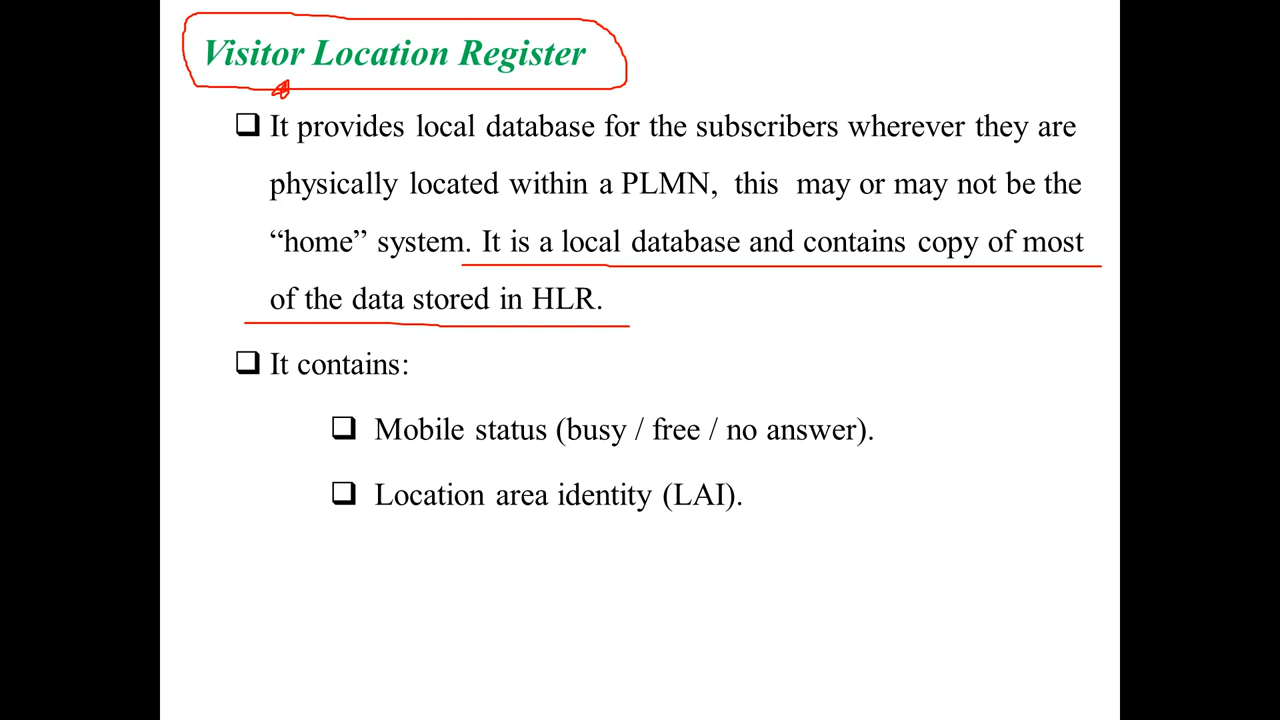 Visitor Location Register
It provides local database for the subscribers wherever they are
physically located within a PLMN, this may or may not be the
“home” system. It is a local database and contains copy of most
of the data stored in HLR.
It contains:
Mobile status (busy / free / no answer).
Location area identity (LAI).